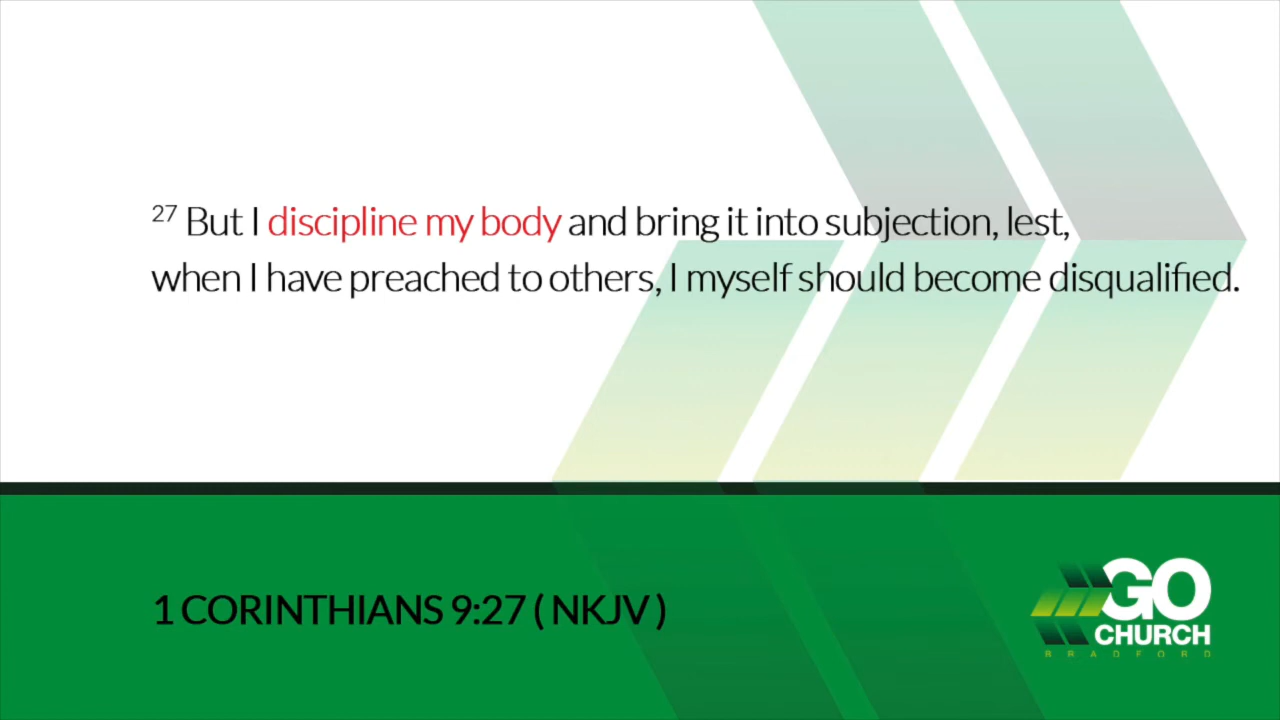 27 But I discipline my body and bring it into subjection, lest,
when I have preached to others, I myself should become disqualified.
1 CORINTHIANS 9:27 ( NKJV )
GO
CHURCH
BRADFORD